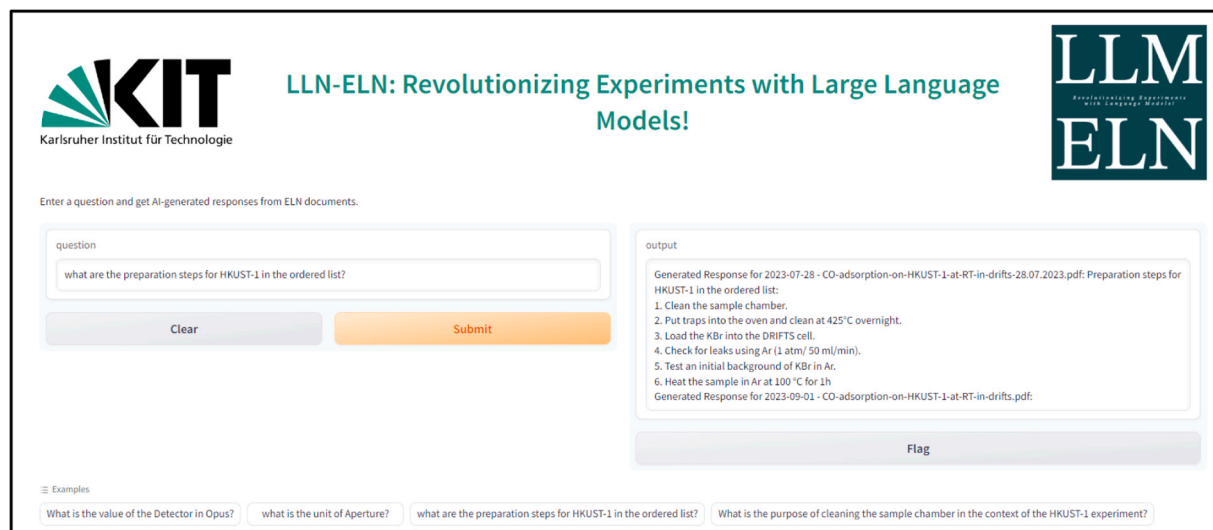 KIT
Karlsruher Institut für Technologie
LLN-ELN: Revolutionizing Experiments with Large Language
Models!
LLM
Revolutionizing Experiments
with Language Models!
ELN
Enter a question and get AI-generated responses from ELN documents.
question
what are the preparation steps for HKUST-1 in the ordered list?
Clear
Submit
output
Generated Response for 2023-07-28 - CO-adsorption-on-HKUST-1-at-RT-in-drifts-28.07.2023.pdf: Preparation steps for
HKUST-1 in the ordered list:
1. Clean the sample chamber.
2. Put traps into the oven and clean at 425°C overnight.
3. Load the KBr into the DRIFTS cell.
4. Check for leaks using Ar (1 atm/ 50 ml/min).
5. Test an initial background of KBr in Ar.
6. Heat the sample in Ar at 100 °C for 1h
Generated Response for 2023-09-01 - CO-adsorption-on-HKUST-1-at-RT-in-drifts.pdf:
Flag
Examples
What is the value of the Detector in Opus?
what is the unit of Aperture?
what are the preparation steps for HKUST-1 in the ordered list?
What is the purpose of cleaning the sample chamber in the context of the HKUST-1 experiment?